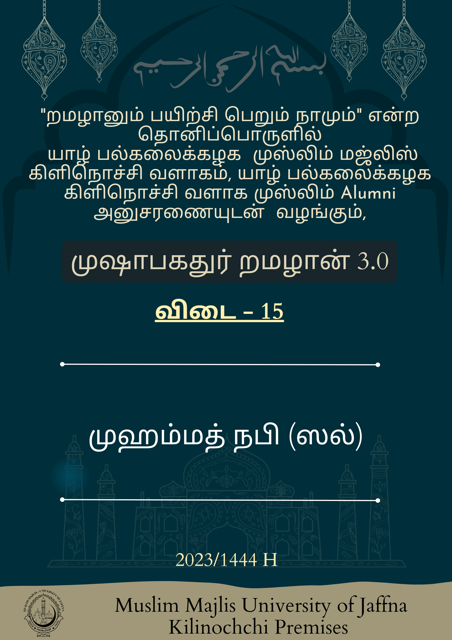 بسم الله الرحمن الرحيم
"றமழானும் பயிற்சி பெறும் நாமும்" என்ற
தொனிப்பொருளில்
யாழ் பல்கலைக்கழக முஸ்லிம் மஜ்லிஸ்
கிளிநொச்சி வளாகம், யாழ் பல்கலைக்கழக
கிளிநொச்சி வளாக முஸ்லிம் Alumni
அனுசரணையுடன் வழங்கும்,
முஷாபகதுர் றமழான் 3.0
விடை – 15
முஹம்மத் நபி (ஸல்)
2023/1444 H
Muslim Majlis University of Jaffna
Kilinochchi Premises